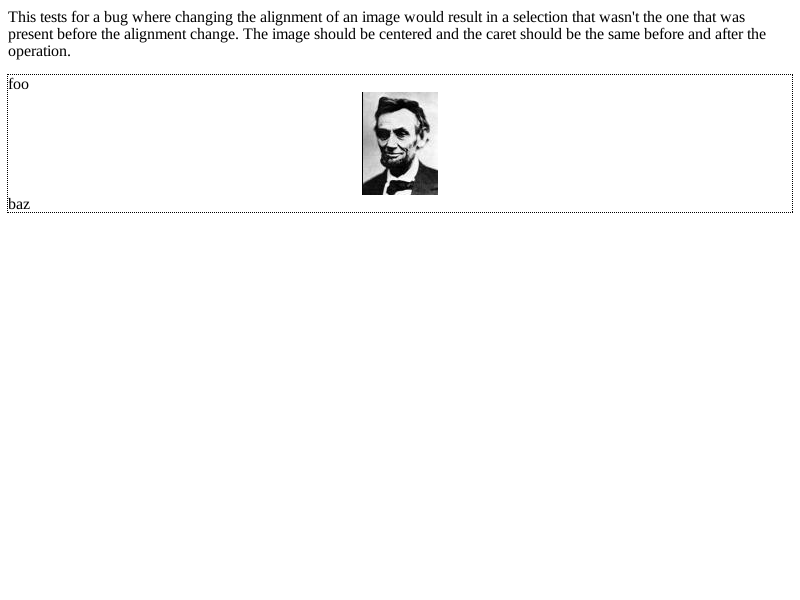 This tests for a bug where changing the alignment of an image would result in a selection that wasn't the one that was
present before the alignment change. The image should be centered and the caret should be the same before and after the
operation.
foo
baz